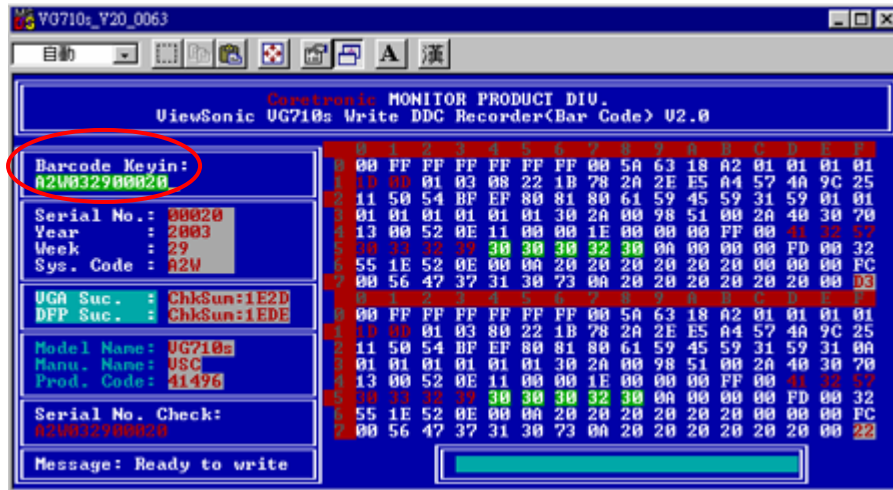 VG710s_V20_0063
自動
A 漢
Coretronic MONITOR PRODUCT DIV.
ViewSonic VG710s Write DDC Recorder(Bar Code) V2.0
Barcode Keyin:
A2W032900020_
Serial No.: 00020
Year : 2003
Week : 29
Sys. Code : A2W
VGA Suc. : ChkSum:1E2D
DFP Suc. : ChkSum:1EDE
Model Name: VG710s
Manu. Name: VSC
Prod. Code: 41496
Serial No. Check:
A2W032900020
Message: Ready to write
0 1 2 3 4 5 6 7 8 9 A B C D E F
0 00 FF FF FF FF FF FF 00 5A 63 18 A2 01 01 01 01
1 1D 0D 01 03 08 22 1B 78 2A 2E E5 A4 57 4A 9C 25
2 11 50 54 BF EF 80 81 80 61 59 45 59 31 59 01 01
3 01 01 01 01 01 01 30 2A 00 98 51 00 2A 40 30 70
4 13 00 52 0E 11 00 00 1E 00 00 00 FF 00 41 32 57
5 30 33 32 39 30 30 30 32 30 0A 00 00 00 FD 00 32
6 55 1E 52 0E 00 0A 20 20 20 20 20 20 00 00 00 FC
7 00 56 47 37 31 30 73 0A 20 20 20 20 20 20 00 D3
0 1 2 3 4 5 6 7 8 9 A B C D E F
0 00 FF FF FF FF FF FF 00 5A 63 18 A2 01 01 01 01
1 1D 0D 01 03 80 22 1B 78 2A 2E E5 A4 57 4A 9C 25
2 11 50 54 BF EF 80 81 80 61 59 45 59 31 59 31 0A
3 01 01 01 01 01 01 30 2A 00 98 51 00 2A 40 30 70
4 13 00 52 0E 11 00 00 1E 00 00 00 FF 00 41 32 57
5 30 33 32 39 30 30 30 32 30 0A 00 00 00 FD 00 32
6 55 1E 52 0E 00 0A 20 20 20 20 20 20 00 00 00 FC
7 00 56 47 37 31 30 73 0A 20 20 20 20 20 20 00 22